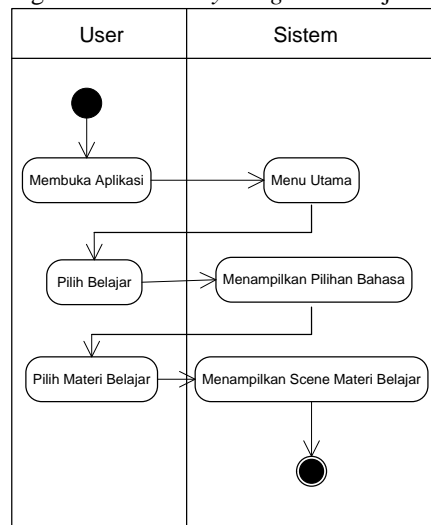 User
Sistem
Membuka Aplikasi
Menu Utama
Pilih Belajar
Menampilkan Pilihan Bahasa
Pilih Materi Belajar
Menampilkan Scene Materi Belajar